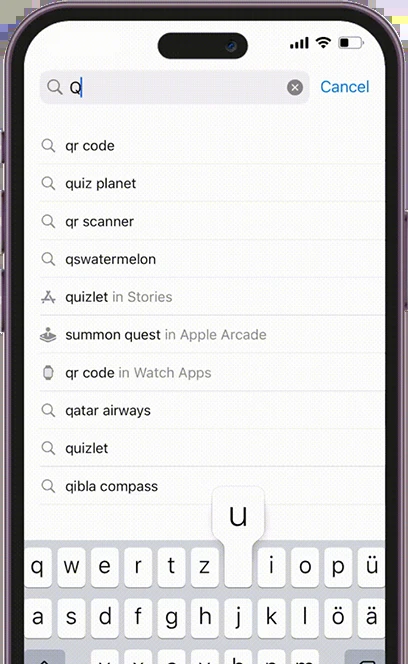 Q
Cancel
qr code
quiz planet
qr scanner
qswatermelon
quizlet in Stories
summon quest in Apple Arcade
qr code in Watch Apps
qatar airways
quizlet
qibla compass
u
q w e r t z i o p ü
a s d f g h j k l ö ä